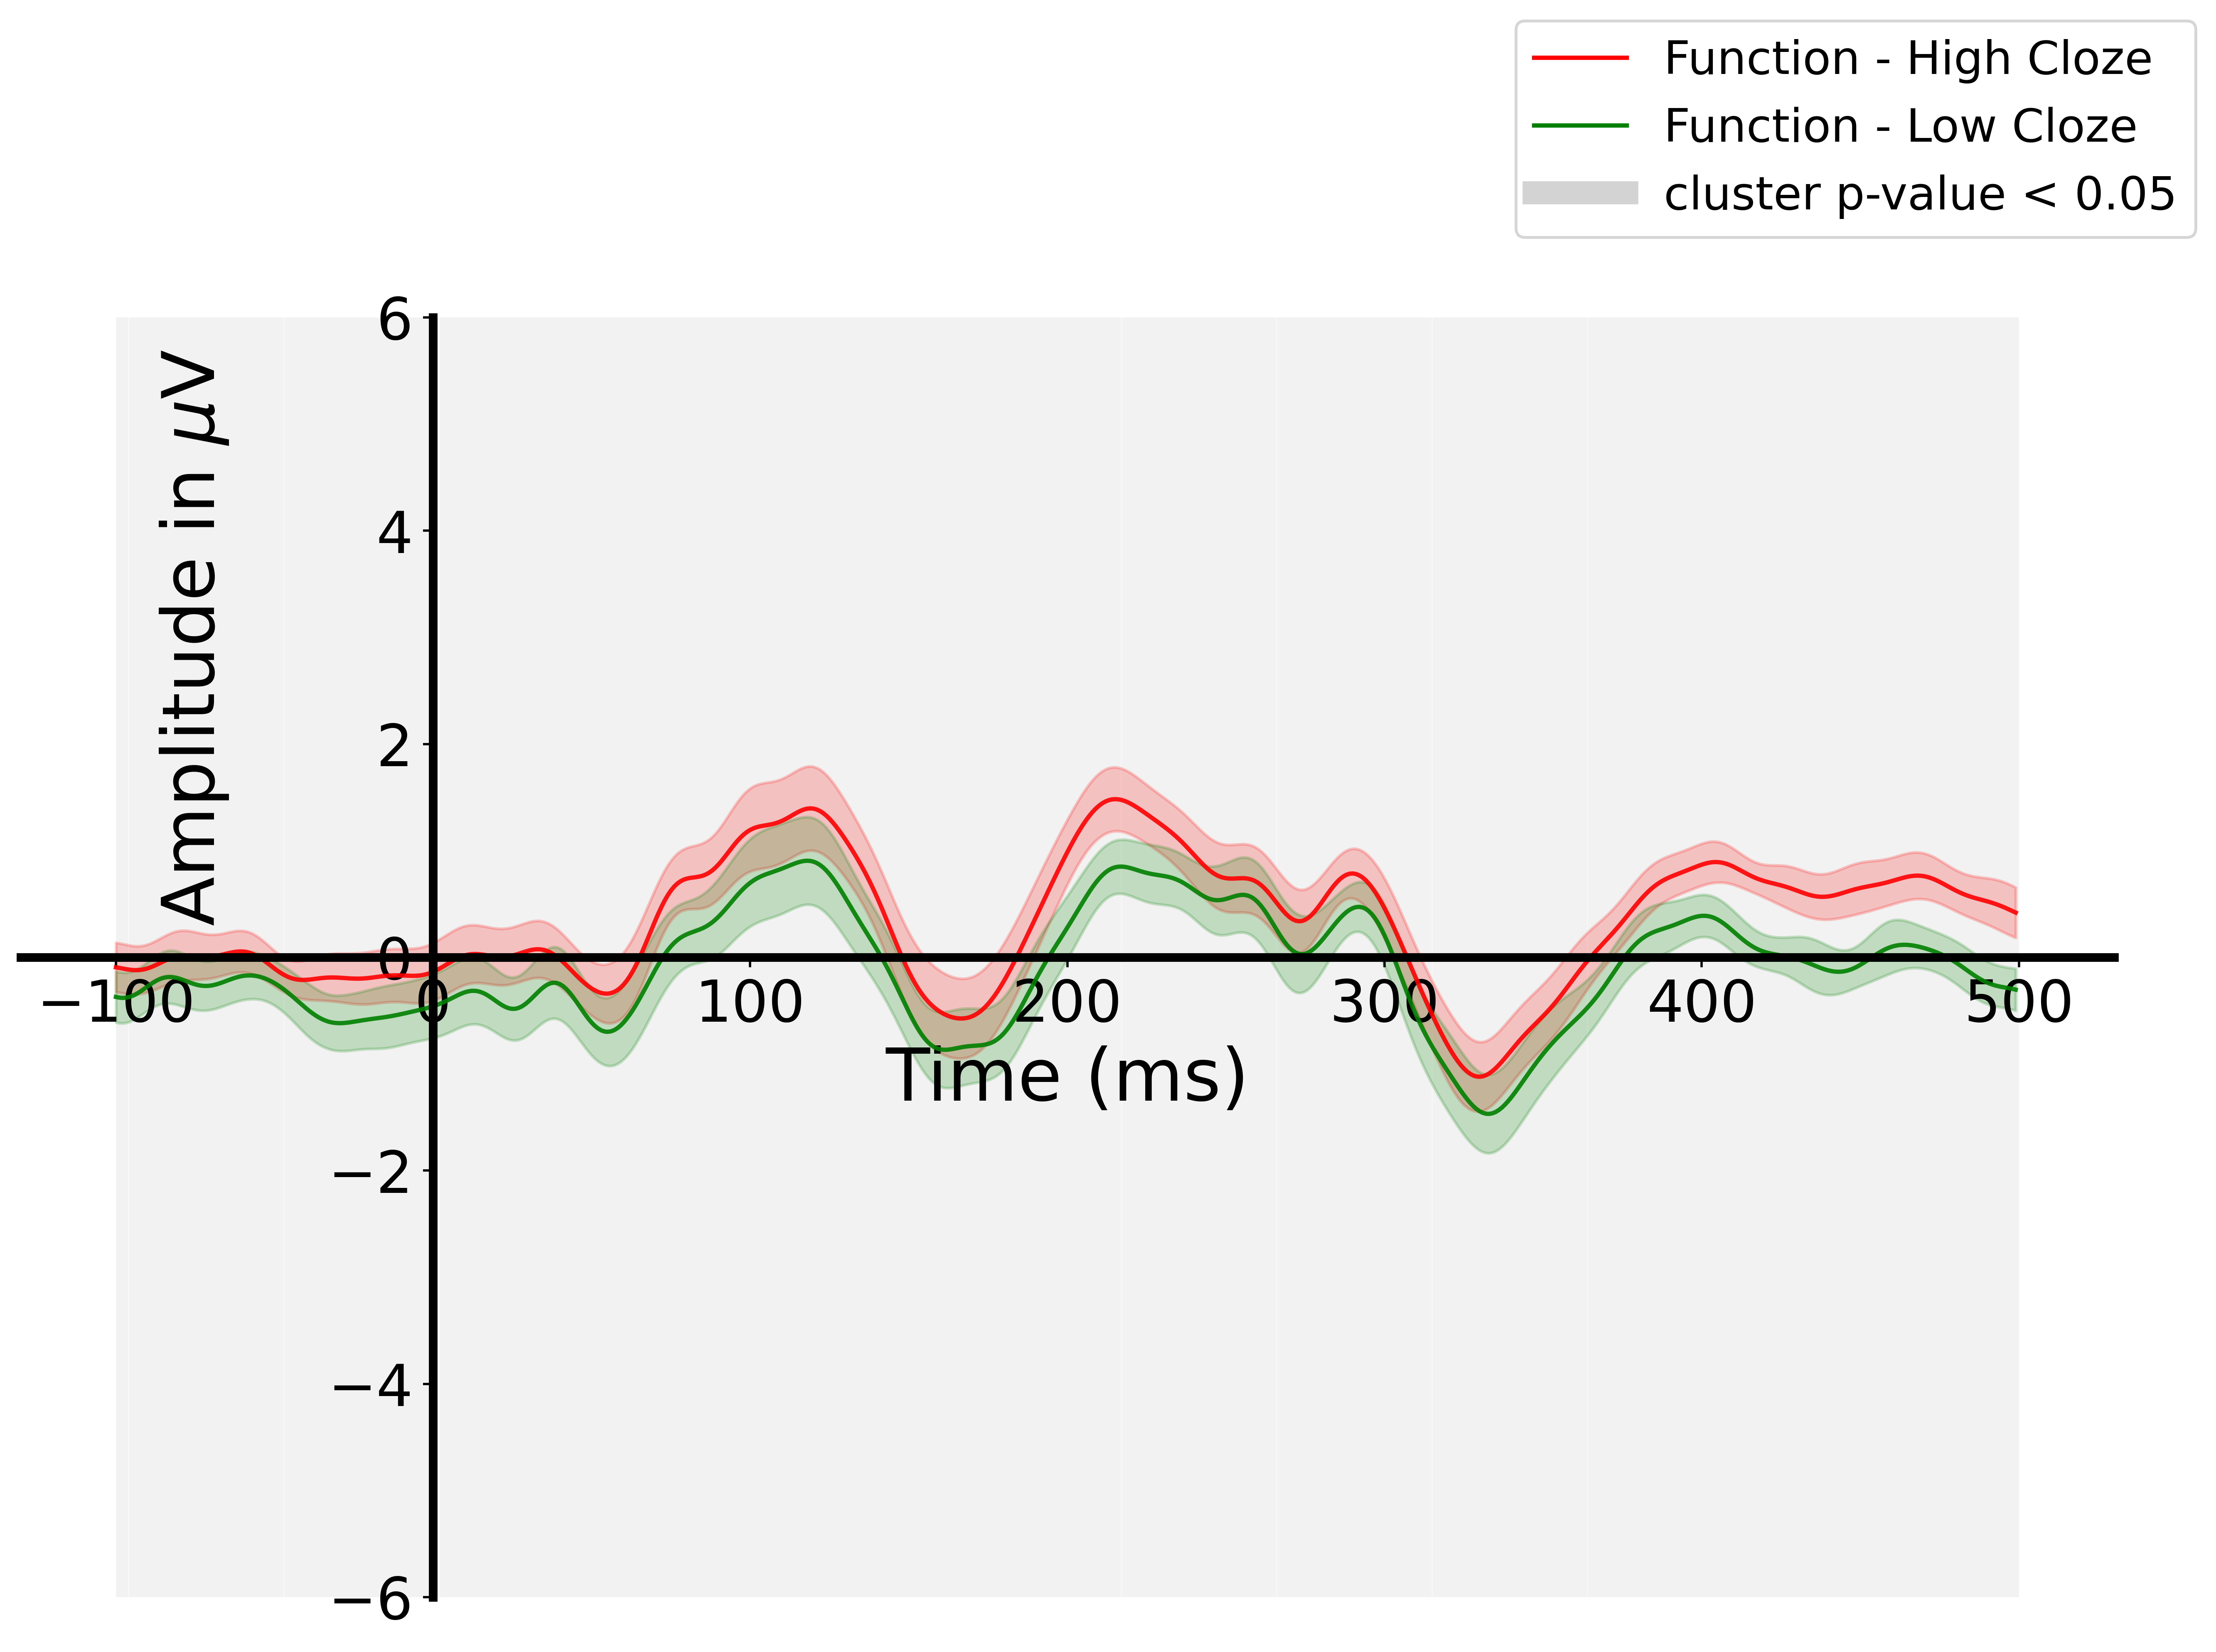 Function - High Cloze
Function - Low Cloze
cluster p-value < 0.05
6
4
2
0
−2
−4
−6
Amplitude in μV
−100 0 100 200 300 400 500
Time (ms)